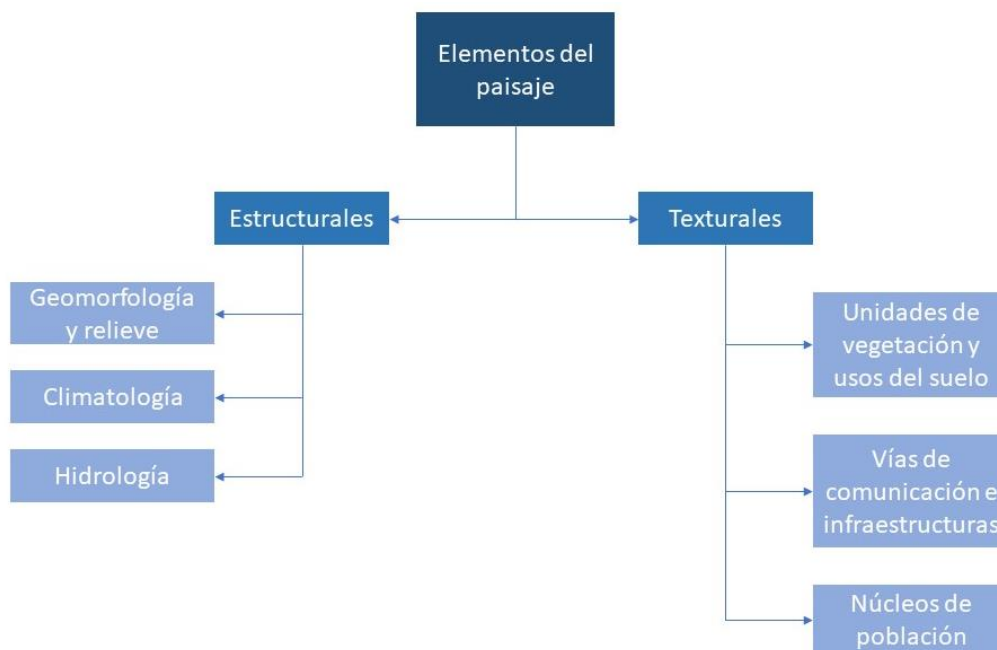 Elementos del
paisaje
Estructurales
Texturales
Geomorfología
y relieve
Climatología
Hidrología
Unidades de
vegetación y
usos del suelo
Vías de
comunicación e
infraestructuras
Núcleos de
población